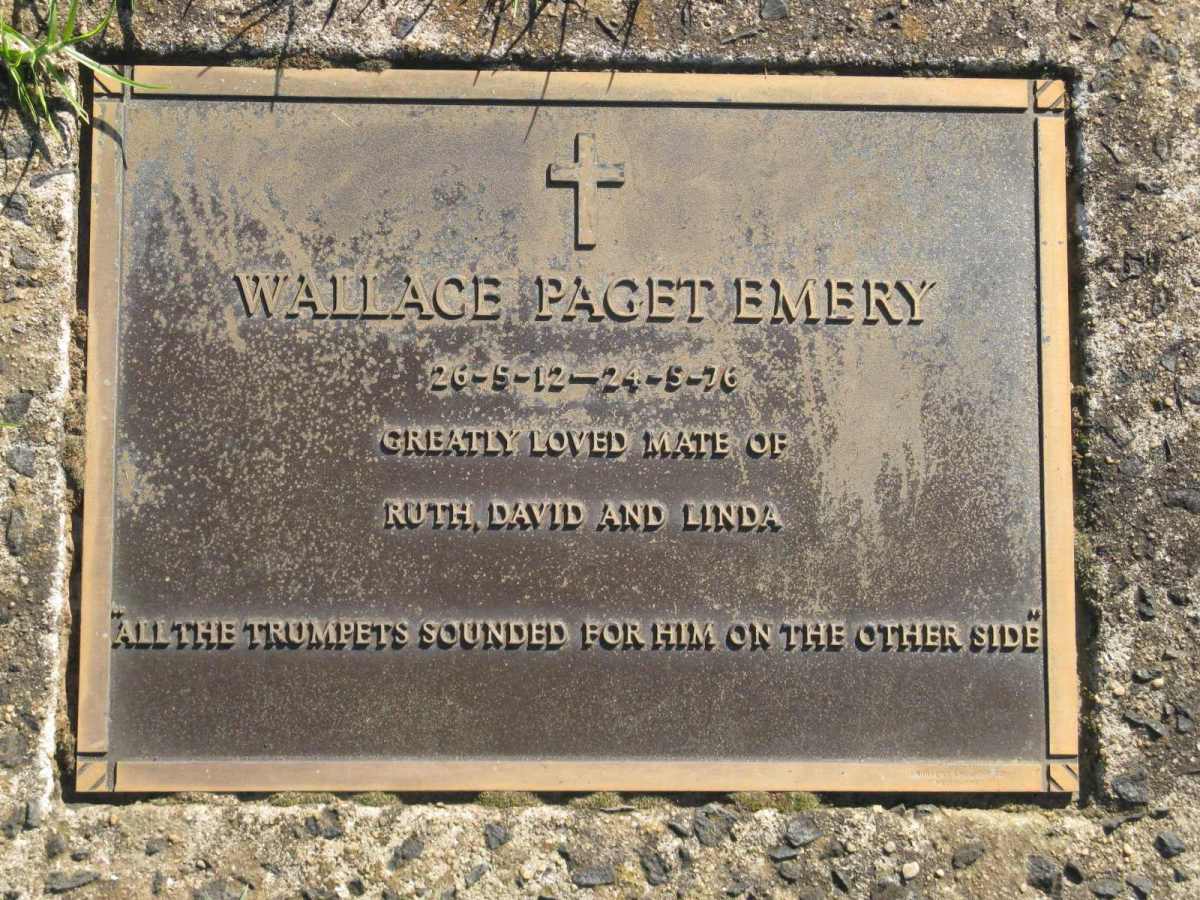 WALLACE PAGET EMERY
26-5-12—24-5-76
GREATLY LOVED MATE OF
RUTH, DAVID AND LINDA
"ALL THE TRUMPETS SOUNDED FOR HIM ON THE OTHER SIDE"